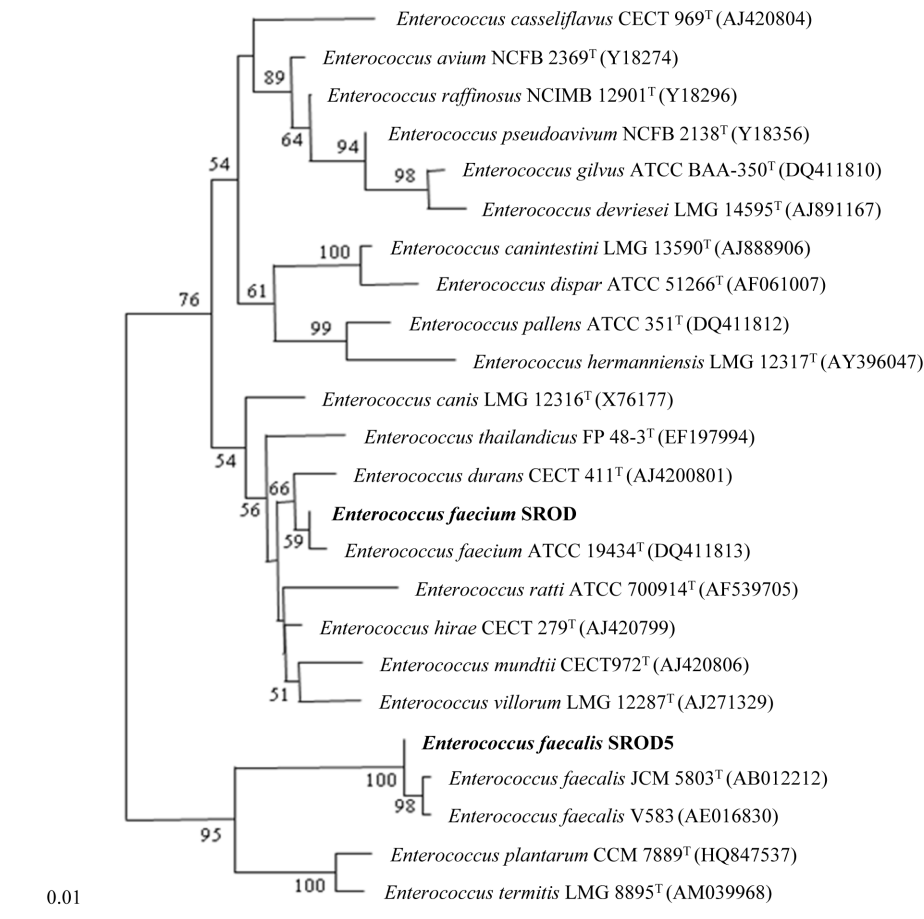 Enterococcus casseliflavus CECT 969ᵀ (AJ420804)
Enterococcus avium NCFB 2369ᵀ (Y18274)
89
Enterococcus raffinosus NCIMB 12901ᵀ (Y18296)
64
Enterococcus pseudoavivum NCFB 2138ᵀ (Y18356)
94
54
Enterococcus gilvus ATCC BAA-350ᵀ (DQ411810)
98
Enterococcus devriesei LMG 14595ᵀ (AJ891167)
Enterococcus canintestini LMG 13590ᵀ (AJ888906)
100
Enterococcus dispar ATCC 51266ᵀ (AF061007)
61
76
Enterococcus pallens ATCC 351ᵀ (DQ411812)
99
Enterococcus hermanniensis LMG 12317ᵀ (AY396047)
Enterococcus canis LMG 12316ᵀ (X76177)
Enterococcus thailandicus FP 48-3ᵀ (EF197994)
54
Enterococcus durans CECT 411ᵀ (AJ4200801)
66
56
Enterococcus faecium SROD
59
Enterococcus faecium ATCC 19434ᵀ (DQ411813)
Enterococcus ratti ATCC 700914ᵀ (AF539705)
Enterococcus hirae CECT 279ᵀ (AJ420799)
Enterococcus mundtii CECT972ᵀ (AJ420806)
51
Enterococcus villorum LMG 12287ᵀ (AJ271329)
Enterococcus faecalis SROD5
100
Enterococcus faecalis JCM 5803ᵀ (AB012212)
98
Enterococcus faecalis V583 (AE016830)
95
Enterococcus plantarum CCM 7889ᵀ (HQ847537)
100
Enterococcus termitis LMG 8895ᵀ (AM039968)
0.01